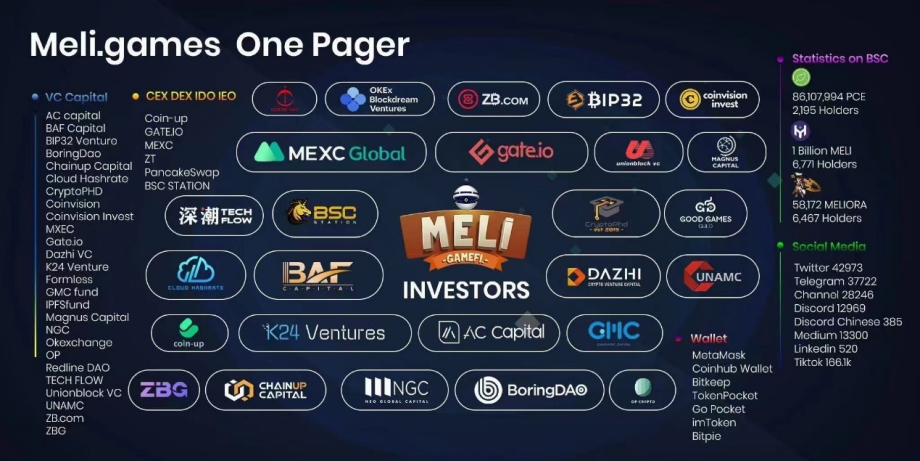 Meli.games One Pager
VC Capital
AC capital
BAF Capital
BIP32 Venture
BoringDao
Chainup Capital
Cloud Hashrate
CryptoPHD
Coinvision
Coinvision Invest
MXEC
Gate.io
Dazhi VC
K24 Venture
Formless
GMC fund
IPFSfund
Magnus Capital
NGC
Okexchange
OP
Redline DAO
TECH FLOW
Unionblock VC
UNAMC
ZB.com
ZBG
CEX DEX IDO IEO
Coin-up
GATE.IO
MEXC
ZT
PancakeSwap
BSC STATION
OKEx
Blockdream
Ventures
ZB.COM
BIP32
coinvision
invest
MEXC Global
gate.io
unionblock vc
MAGNUS
CAPITAL
深潮 TECH
FLOW
BSC
STATION
MELI
GAMEFI
INVESTORS
CryptoPhd
EST 2015
GOOD GAMES
GUILD
CLOUD HASHRATE
BAF
CAPITAL
DAZHI
CRYPTO VENTURE CAPITAL
UNAMC
coin-up
K24 Ventures
AC Capital
GMC
ZBG
CHAINUP
CAPITAL
NGC
NEO GLOBAL CAPITAL
BoringDAO
OP CRYPTO
Statistics on BSC
86,107,994 PCE
2,195 Holders
1 Billion MELI
6,771 Holders
58,172 MELIORA
6,467 Holders
Social Media
Twitter 42973
Telegram 37722
Channel 28246
Discord 12969
Discord Chinese 385
Medium 13300
Linkedin 520
Tiktok 166.1k
Wallet
MetaMask
Coinhub Wallet
Bitkeep
TokenPocket
Go Pocket
imToken
Bitpie